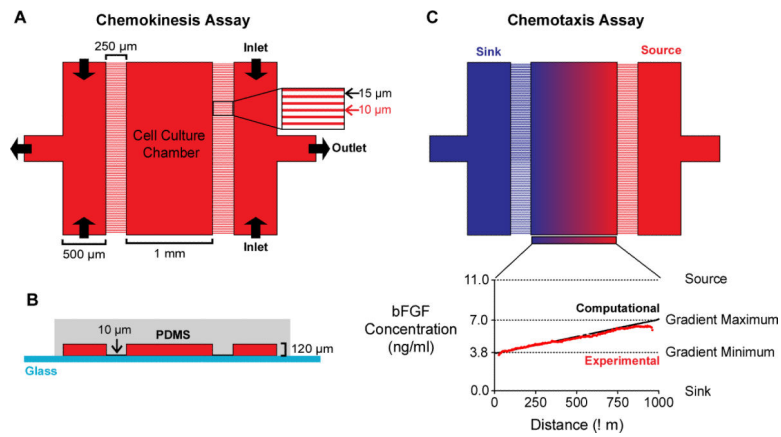 A
Chemokinesis Assay
250 µm
Inlet
15 µm
10 µm
Cell Culture
Chamber
Outlet
500 µm
1 mm
Inlet
B
10 µm
PDMS
120 µm
Glass
C
Chemotaxis Assay
Sink
Source
11.0
Source
bFGF
Concentration
(ng/ml)
Computational
7.0
Gradient Maximum
3.8
Gradient Minimum
Experimental
0.0
Sink
0
250
500
750
1000
Distance (! m)